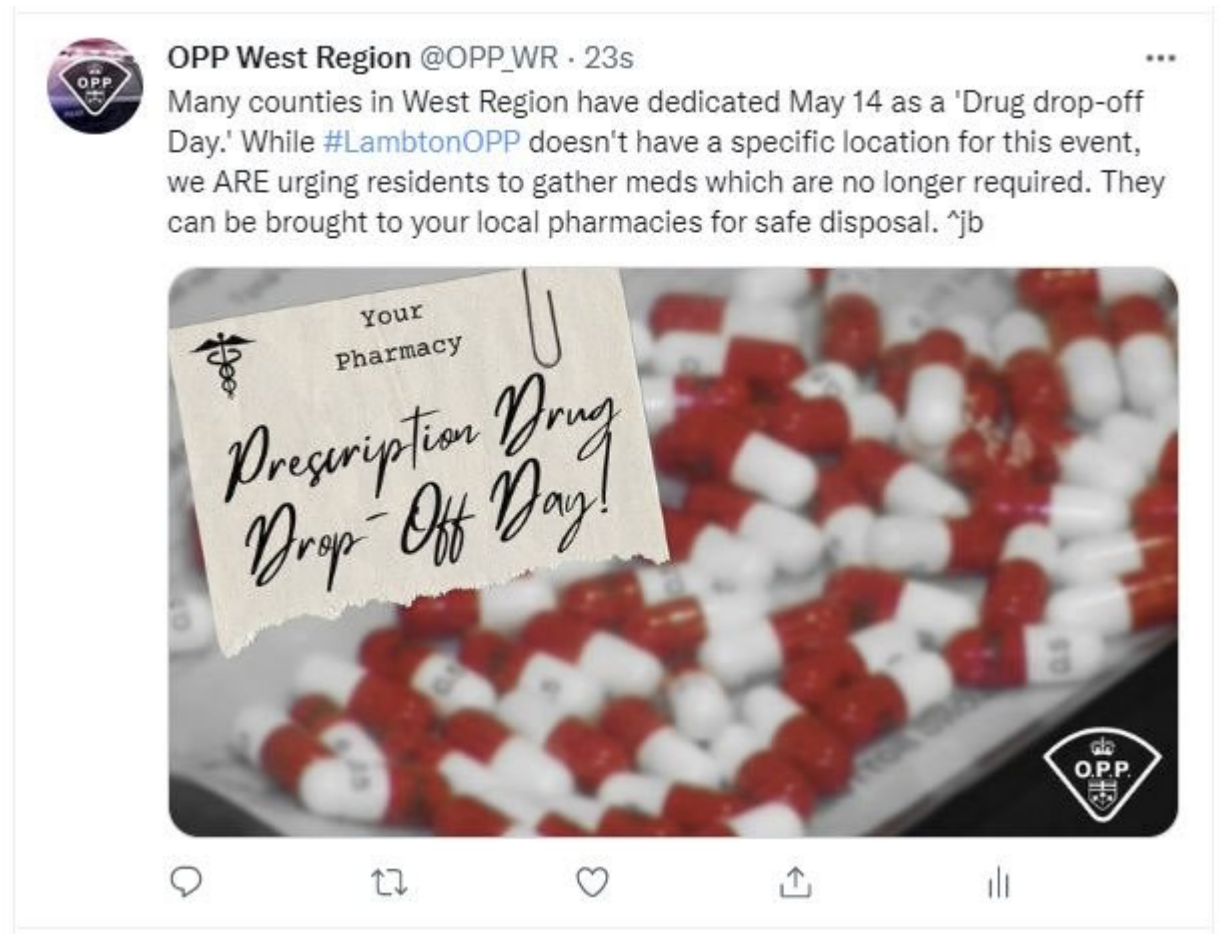 OPP West Region @OPP_WR · 23s
Many counties in West Region have dedicated May 14 as a 'Drug drop-off
Day.' While #LambtonOPP doesn't have a specific location for this event,
we ARE urging residents to gather meds which are no longer required. They
can be brought to your local pharmacies for safe disposal. ^jb
O.P.P.
Your
Pharmacy
Prescription Drug
Drop-Off Day!
O.P.P.